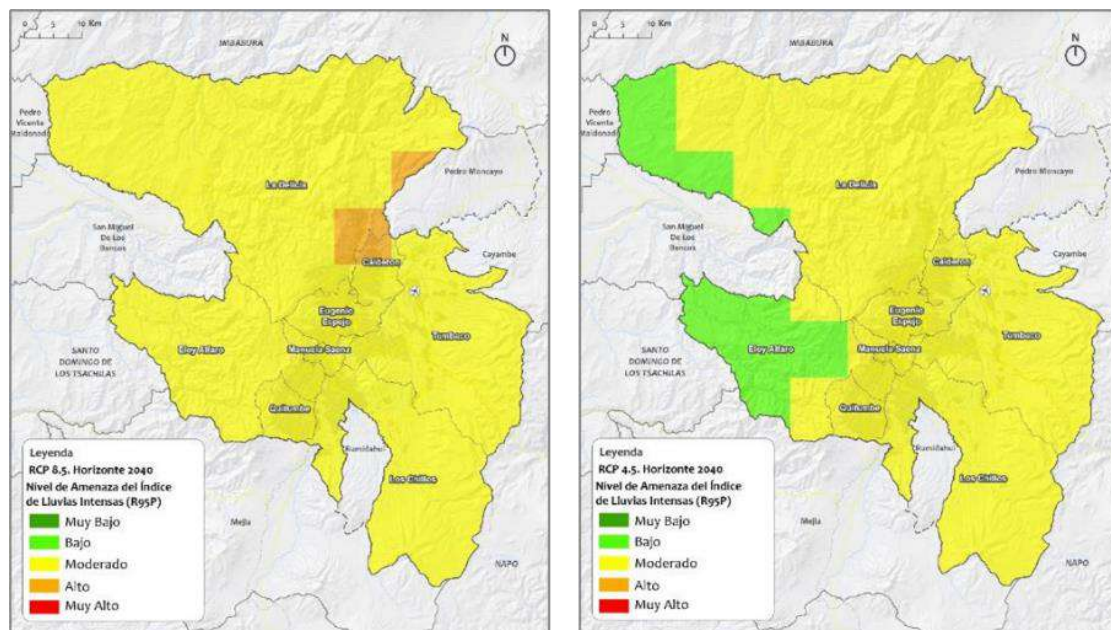 0 5 10 Km
N
IMBABURA
Pedro
Vicente
Maldonad
Pedro Moncayo
La Delicia
San Miguel
De Los
Bancos
Cayambe
Calderon
Eugenio
Espejo
Tumbaco
SANTO
DOMINGO DE
LOS TSACHILAS
Eloy Alfaro
Manuela Saenz
Quitumbe
Rumiñahui
Los Chillos
Mejía
NAPO
Leyenda
RCP 8.5. Horizonte 2040
Nivel de Amenaza del Índice
de Lluvias Intensas (R95P)
Muy Bajo
Bajo
Moderado
Alto
Muy Alto
0 5 10 Km
N
IMBABURA
Pedro
Vicente
Maldonado
Pedro Moncayo
La Delicia
San Miguel
De Los
Bancos
Cayambe
Calderon
Eugenio
Espejo
Tumbaco
SANTO
DOMINGO DE
LOS TSACHILAS
Eloy Alfaro
Manuela Saenz
Quitumbe
Rumiñahui
Los Chillos
Mejía
NAPO
Leyenda
RCP 4.5. Horizonte 2040
Nivel de Amenaza del Índice
de Lluvias Intensas (R95P)
Muy Bajo
Bajo
Moderado
Alto
Muy Alto